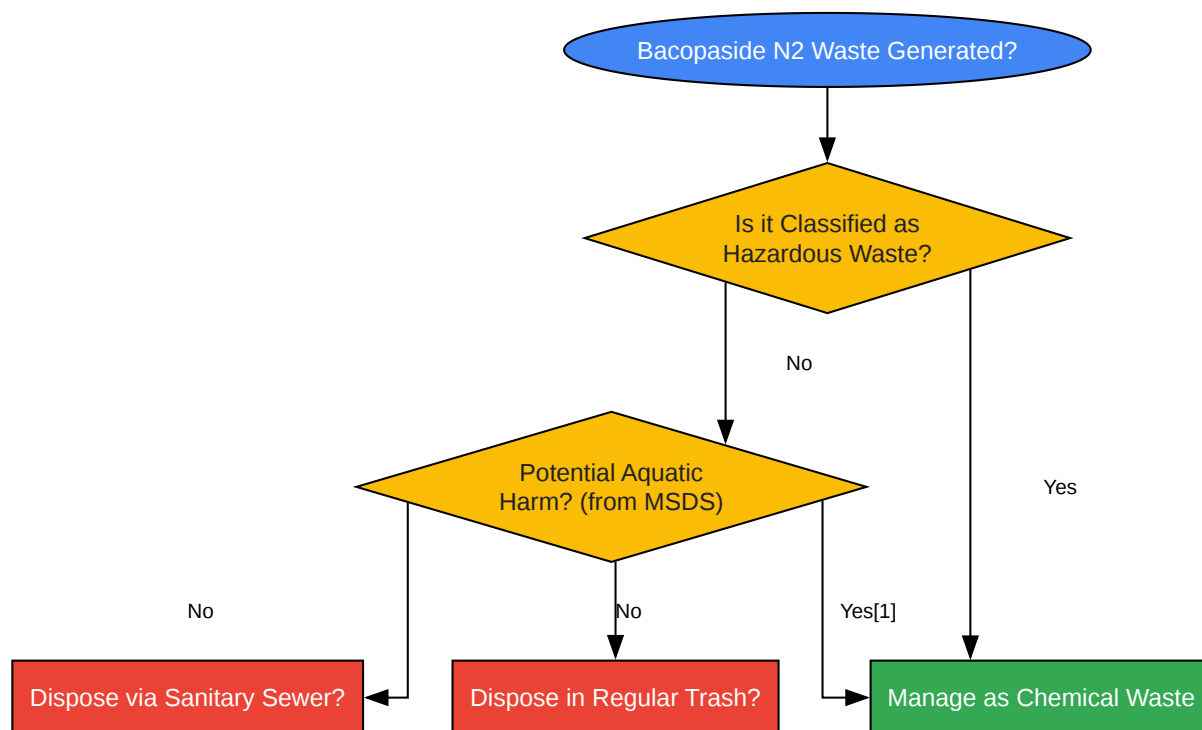 Bacopaside N2 Waste Generated?
Is it Classified as
Hazardous Waste?
No
Potential Aquatic
Harm? (from MSDS)
Yes
No
No
Yes[1]
Dispose via Sanitary Sewer?
Dispose in Regular Trash?
Manage as Chemical Waste